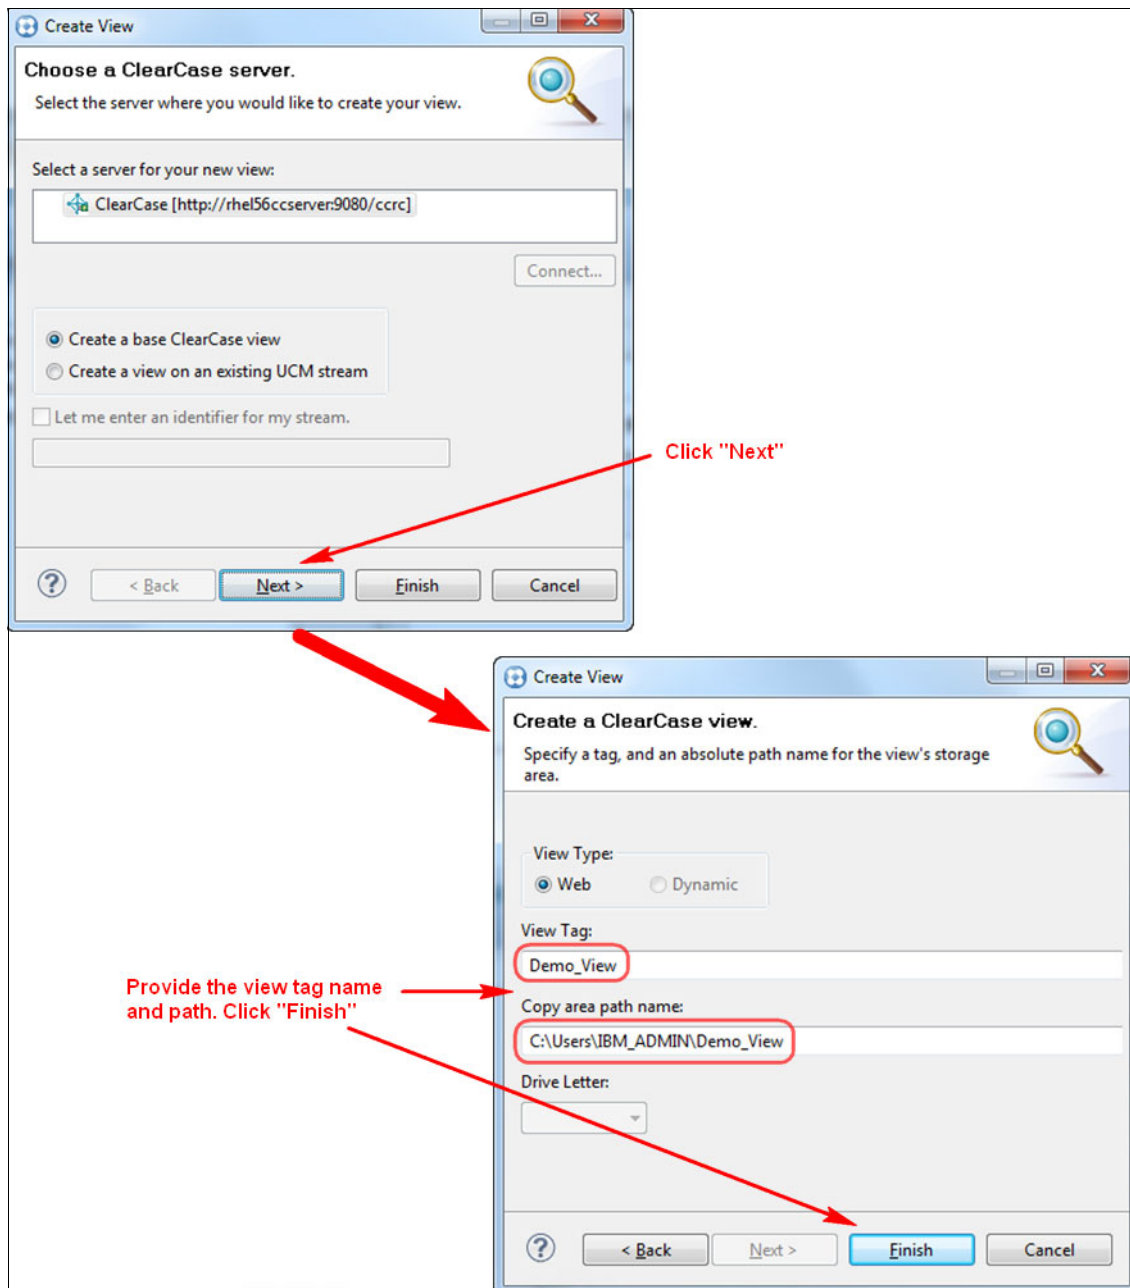 Create View
Choose a ClearCase server.
Select the server where you would like to create your view.
Select a server for your new view:
ClearCase [http://rhel56ccserver:9080/ccrc]
Connect...
Create a base ClearCase view
Create a view on an existing UCM stream
Let me enter an identifier for my stream.
Click "Next"
< Back Next > Finish Cancel
Create View
Create a ClearCase view.
Specify a tag, and an absolute path name for the view's storage
area.
View Type:
Web Dynamic
View Tag:
Demo_View
Provide the view tag name
and path. Click "Finish"
Copy area path name:
C:\Users\IBM_ADMIN\Demo_View
Drive Letter:
< Back Next > Finish Cancel